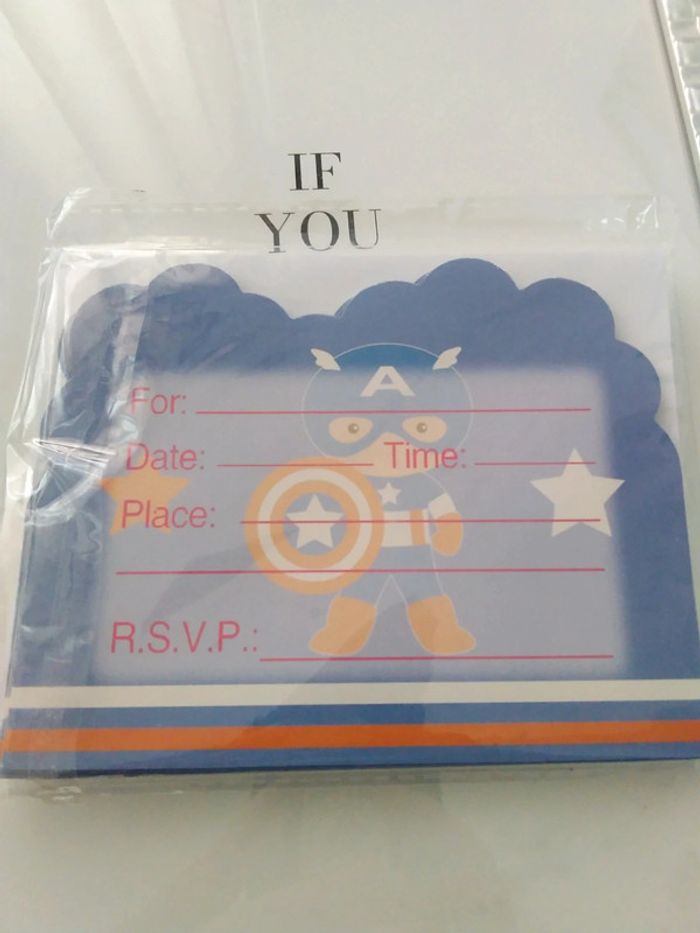 IF
YOU
A
For:
Date: Time:
Place:
R.S.V.P.: